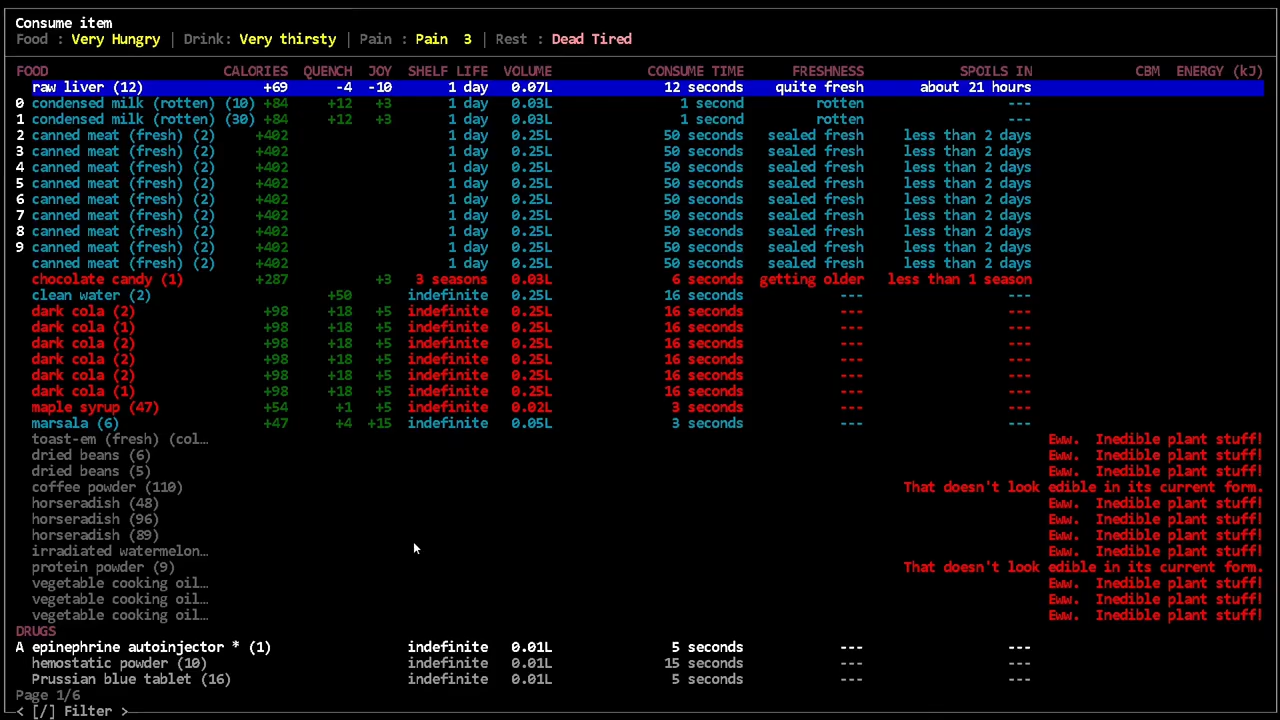 Consume item
Food : Very Hungry | Drink: Very thirsty | Pain : Pain 3 | Rest : Dead Tired
FOOD CALORIES QUENCH JOY SHELF LIFE VOLUME CONSUME TIME FRESHNESS SPOILS IN CBM ENERGY (kJ)
raw liver (12) +69 -4 -10 1 day 0.07L 12 seconds quite fresh about 21 hours
0 condensed milk (rotten) (10) +84 +12 +3 1 day 0.03L 1 second rotten ---
1 condensed milk (rotten) (30) +84 +12 +3 1 day 0.03L 1 second rotten ---
2 canned meat (fresh) (2) +402 1 day 0.25L 50 seconds sealed fresh less than 2 days
3 canned meat (fresh) (2) +402 1 day 0.25L 50 seconds sealed fresh less than 2 days
4 canned meat (fresh) (2) +402 1 day 0.25L 50 seconds sealed fresh less than 2 days
5 canned meat (fresh) (2) +402 1 day 0.25L 50 seconds sealed fresh less than 2 days
6 canned meat (fresh) (2) +402 1 day 0.25L 50 seconds sealed fresh less than 2 days
7 canned meat (fresh) (2) +402 1 day 0.25L 50 seconds sealed fresh less than 2 days
8 canned meat (fresh) (2) +402 1 day 0.25L 50 seconds sealed fresh less than 2 days
9 canned meat (fresh) (2) +402 1 day 0.25L 50 seconds sealed fresh less than 2 days
canned meat (fresh) (2) +402 1 day 0.25L 50 seconds sealed fresh less than 2 days
chocolate candy (1) +287 +3 3 seasons 0.03L 6 seconds getting older less than 1 season
clean water (2) +50 indefinite 0.25L 16 seconds --- ---
dark cola (2) +98 +18 +5 indefinite 0.25L 16 seconds --- ---
dark cola (1) +98 +18 +5 indefinite 0.25L 16 seconds --- ---
dark cola (2) +98 +18 +5 indefinite 0.25L 16 seconds --- ---
dark cola (2) +98 +18 +5 indefinite 0.25L 16 seconds --- ---
dark cola (2) +98 +18 +5 indefinite 0.25L 16 seconds --- ---
dark cola (1) +98 +18 +5 indefinite 0.25L 16 seconds --- ---
maple syrup (47) +54 +1 +5 indefinite 0.02L 3 seconds --- ---
marsala (6) +47 +4 +15 indefinite 0.05L 3 seconds --- ---
toast-em (fresh) (col… Eww. Inedible plant stuff!
dried beans (6) Eww. Inedible plant stuff!
dried beans (5) Eww. Inedible plant stuff!
coffee powder (110) That doesn't look edible in its current form.
horseradish (48) Eww. Inedible plant stuff!
horseradish (96) Eww. Inedible plant stuff!
horseradish (89) Eww. Inedible plant stuff!
irradiated watermelon… Eww. Inedible plant stuff!
protein powder (9) That doesn't look edible in its current form.
vegetable cooking oil… Eww. Inedible plant stuff!
vegetable cooking oil… Eww. Inedible plant stuff!
vegetable cooking oil… Eww. Inedible plant stuff!
DRUGS
A epinephrine autoinjector * (1) indefinite 0.01L 5 seconds --- ---
hemostatic powder (10) indefinite 0.01L 15 seconds --- ---
Prussian blue tablet (16) indefinite 0.01L 5 seconds --- ---
Page 1/6
< [/] Filter >